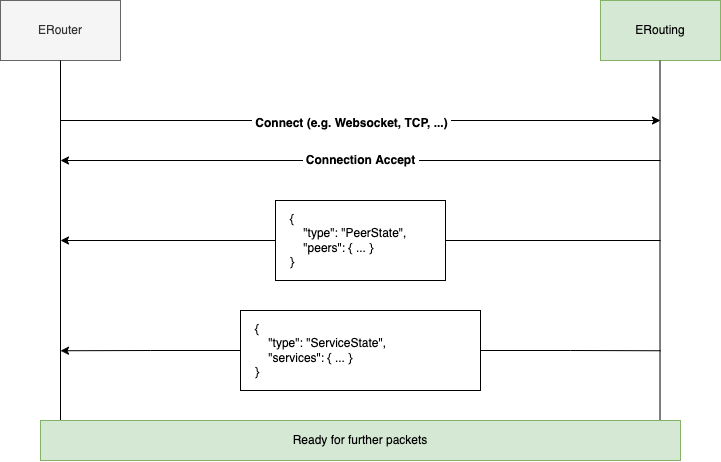 ERouter
ERouting
Connect (e.g. Websocket, TCP, ...)
Connection Accept
{
"type": "PeerState",
"peers": { ... }
}
{
"type": "ServiceState",
"services": { ... }
}
Ready for further packets